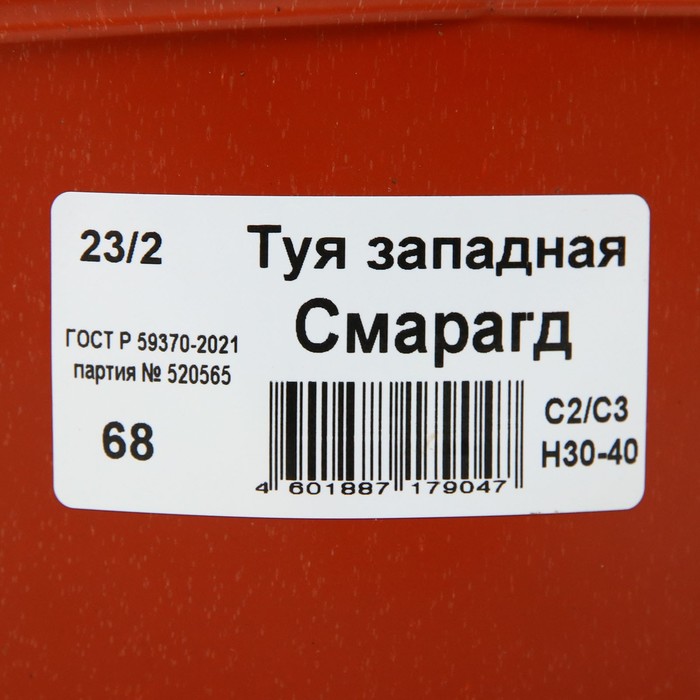 23/2
Туя западная
Смарагд
ГОСТ Р 59370-2021
партия № 520565
68
C2/C3
H30-40
4 601887 179047